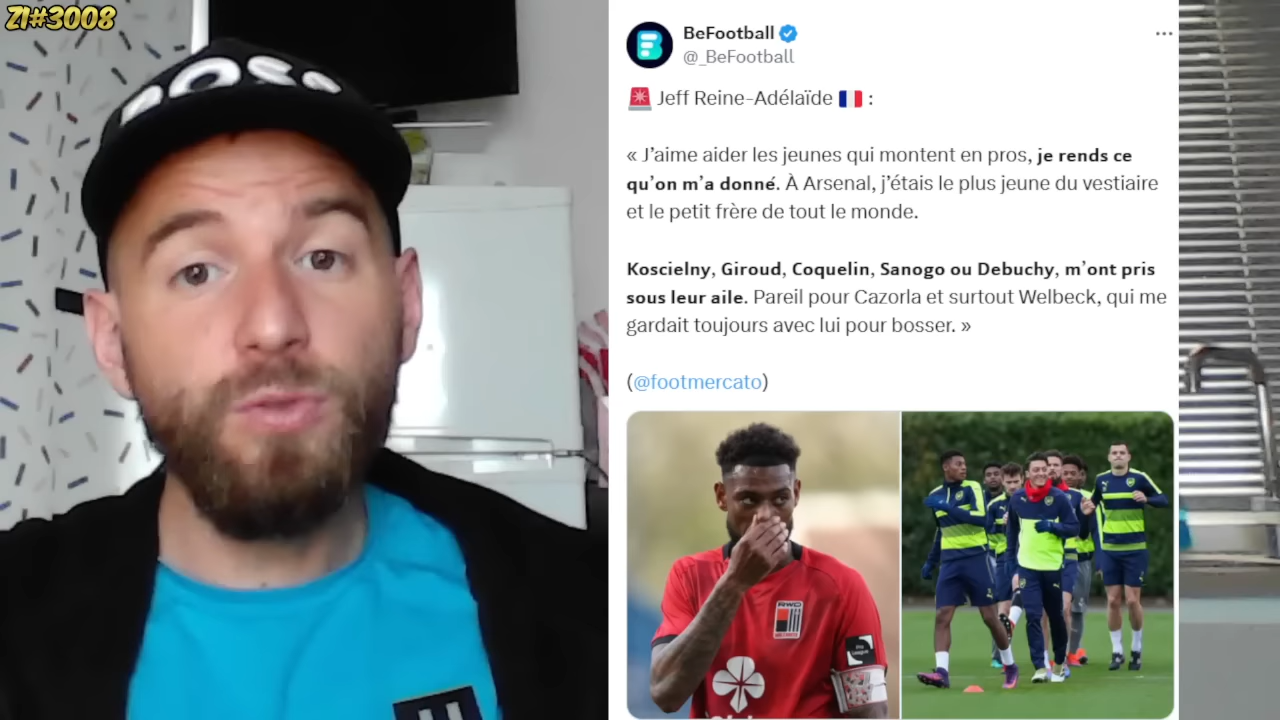 ZI#3008
BOSS
BeFootball
@_BeFootball
Jeff Reine-Adélaïde 🇫🇷 :
« J’aime aider les jeunes qui montent en pros, je rends ce
qu’on m’a donné. À Arsenal, j’étais le plus jeune du vestiaire
et le petit frère de tout le monde.
Koscielny, Giroud, Coquelin, Sanogo ou Debuchy, m’ont pris
sous leur aile. Pareil pour Cazorla et surtout Welbeck, qui me
gardait toujours avec lui pour bosser. »
(@footmercato)
RWD